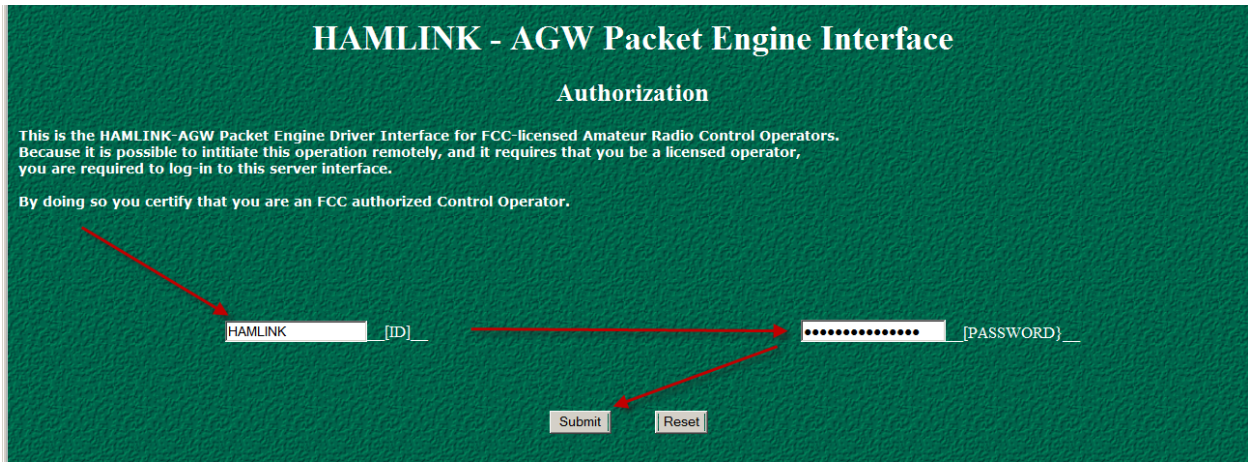 HAMLINK - AGW Packet Engine Interface
Authorization
This is the HAMLINK-AGW Packet Engine Driver Interface for FCC-licensed Amateur Radio Control Operators.
Because it is possible to intitiate this operation remotely, and it requires that you be a licensed operator,
you are required to log-in to this server interface.
By doing so you certify that you are an FCC authorized Control Operator.
HAMLINK __[ID]__ ••••••••••••••• __[PASSWORD}__
Submit Reset